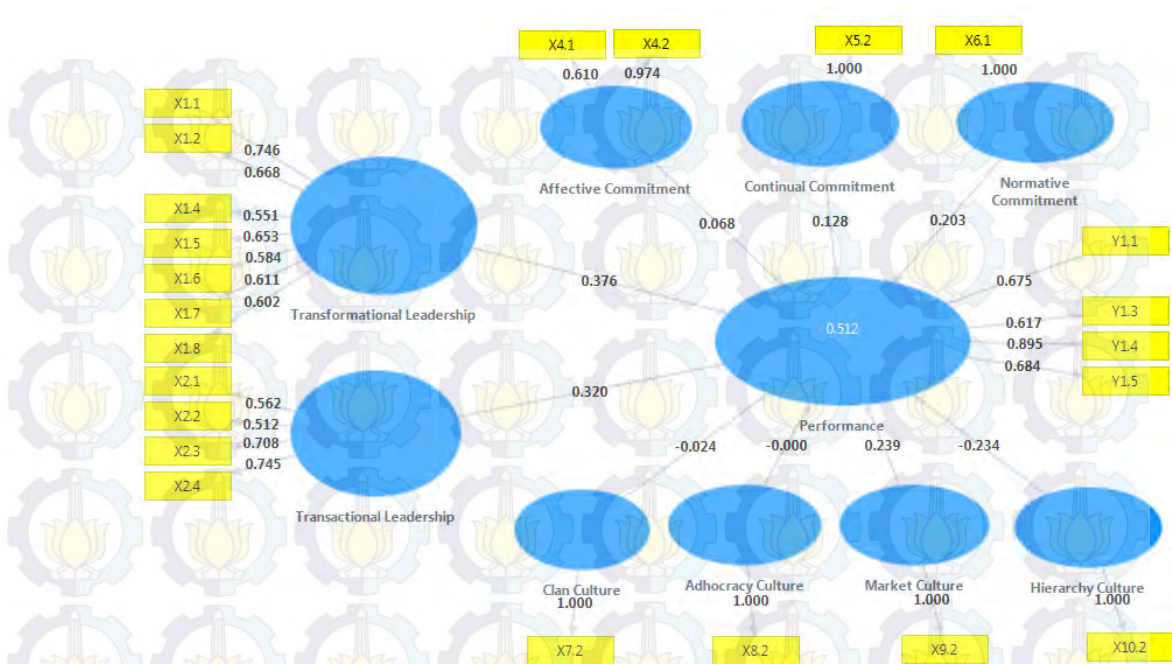 X4.1
X4.2
X5.2
X6.1
0.610
0.974
1.000
1.000
X1.1
X1.2
0.746
0.668
X1.4
0.551
X1.5
0.653
X1.6
0.584
0.611
X1.7
0.602
X1.8
Transformational Leadership
Affective Commitment
Continual Commitment
Normative
Commitment
0.068
0.128
0.203
0.376
0.512
Performance
Y1.1
0.675
Y1.3
0.617
Y1.4
0.895
0.684
Y1.5
X2.1
0.562
X2.2
0.512
X2.3
0.708
0.745
X2.4
Transactional Leadership
0.320
-0.024
-0.000
0.239
-0.234
Clan Culture
Adhocracy Culture
Market Culture
Hierarchy Culture
1.000
1.000
1.000
1.000
X7.2
X8.2
X9.2
X10.2